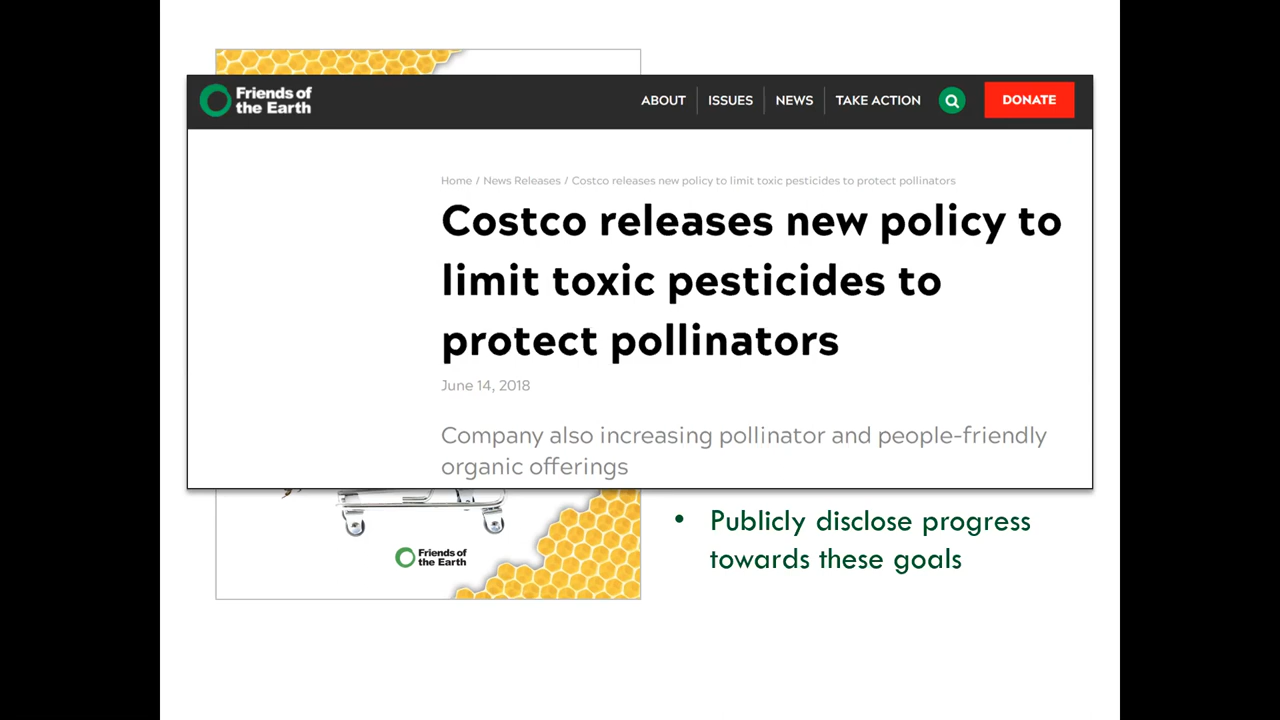 Friends of
the Earth
ABOUT
ISSUES
NEWS
TAKE ACTION
DONATE
Home / News Releases / Costco releases new policy to limit toxic pesticides to protect pollinators
Costco releases new policy to
limit toxic pesticides to
protect pollinators
June 14, 2018
Company also increasing pollinator and people-friendly
organic offerings
Friends of
the Earth
• Publicly disclose progress
towards these goals